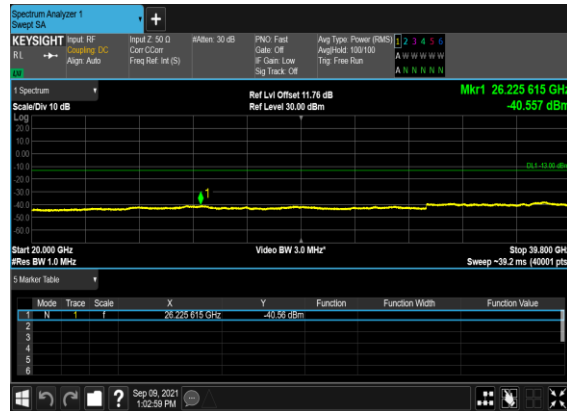 Spectrum Analyzer 1
Swept SA
KEYSIGHT Input: RF Input Z: 50 Ω #Atten: 30 dB PNO: Fast Avg Type: Power (RMS) 1 2 3 4 5 6
RL Coupling: DC Corr CCorr Gate: Off Avg|Hold: 100/100 A W W W W W
Align: Auto Freq Ref: Int (S) IF Gain: Low Trig: Free Run
Sig Track: Off A N N N N N
1 Spectrum Ref Lvl Offset 11.76 dB Mkr1 26.225 615 GHz
Scale/Div 10 dB Ref Level 30.00 dBm -40.557 dBm
Log
20.0
10.0
0.00
-10.0
DL1 -13.00 dBm
-20.0
-30.0
1
-40.0
-50.0
-60.0
Start 20.000 GHz Video BW 3.0 MHz* Stop 39.800 GHz
#Res BW 1.0 MHz Sweep ~39.2 ms (40001 pts)
5 Marker Table
Mode Trace Scale X Y Function Function Width Function Value
1 N 1 f 26.225 615 GHz -40.56 dBm
2
3
4
5
6
? Sep 09, 2021
1:02:59 PM